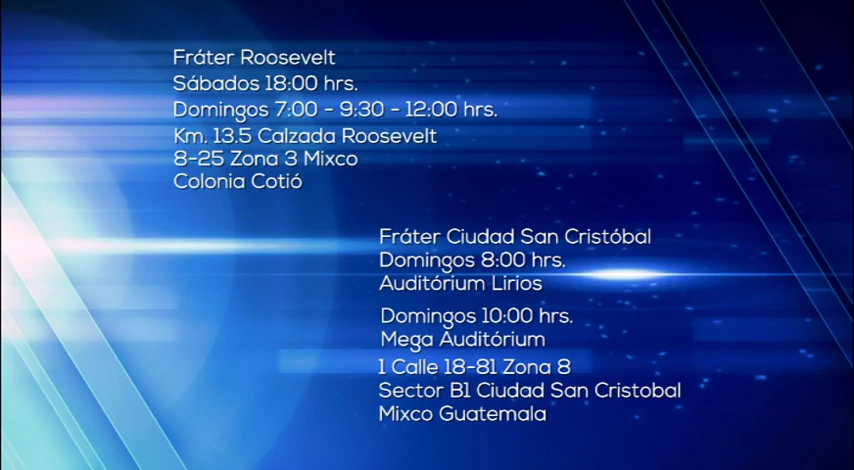 Fráter Roosevelt
Sábados 18:00 hrs.
Domingos 7:00 - 9:30 - 12:00 hrs.
Km. 13.5 Calzada Roosevelt
8-25 Zona 3 Mixco
Colonia Cotió
Fráter Ciudad San Cristóbal
Domingos 8:00 hrs.
Auditórium Lirios
Domingos 10:00 hrs.
Mega Auditórium
1 Calle 18-81 Zona 8
Sector B1 Ciudad San Cristobal
Mixco Guatemala